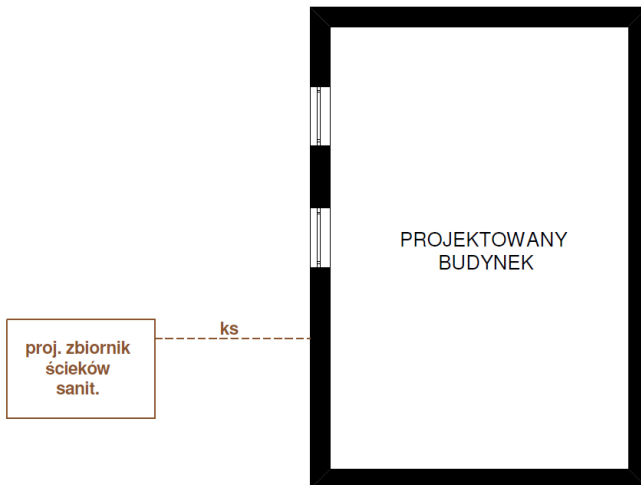 PROJEKTOWANY
BUDYNEK
ks
proj. zbiornik
ścieków
sanit.